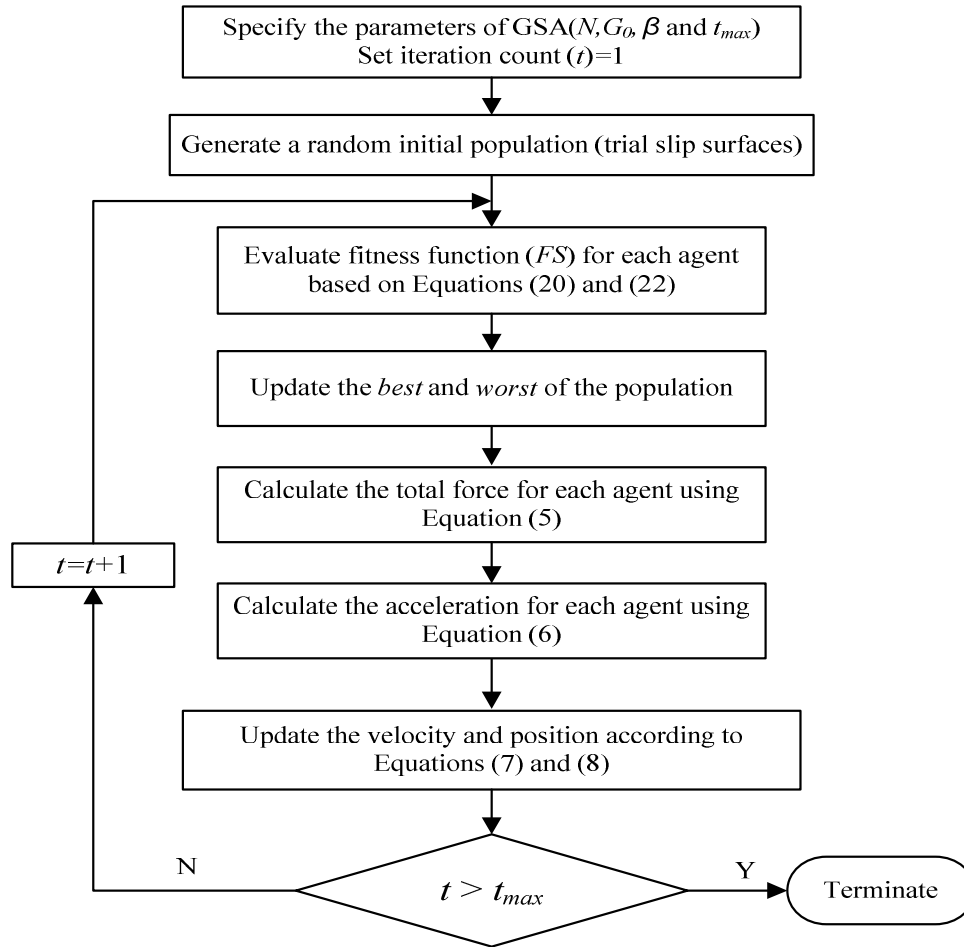 Specify the parameters of GSA(N,G₀, β and tₘₐₓ)
Set iteration count (t)=1
Generate a random initial population (trial slip surfaces)
Evaluate fitness function (FS) for each agent
based on Equations (20) and (22)
Update the best and worst of the population
Calculate the total force for each agent using
Equation (5)
t=t+1
Calculate the acceleration for each agent using
Equation (6)
Update the velocity and position according to
Equations (7) and (8)
N
t > tₘₐₓ
Y
Terminate